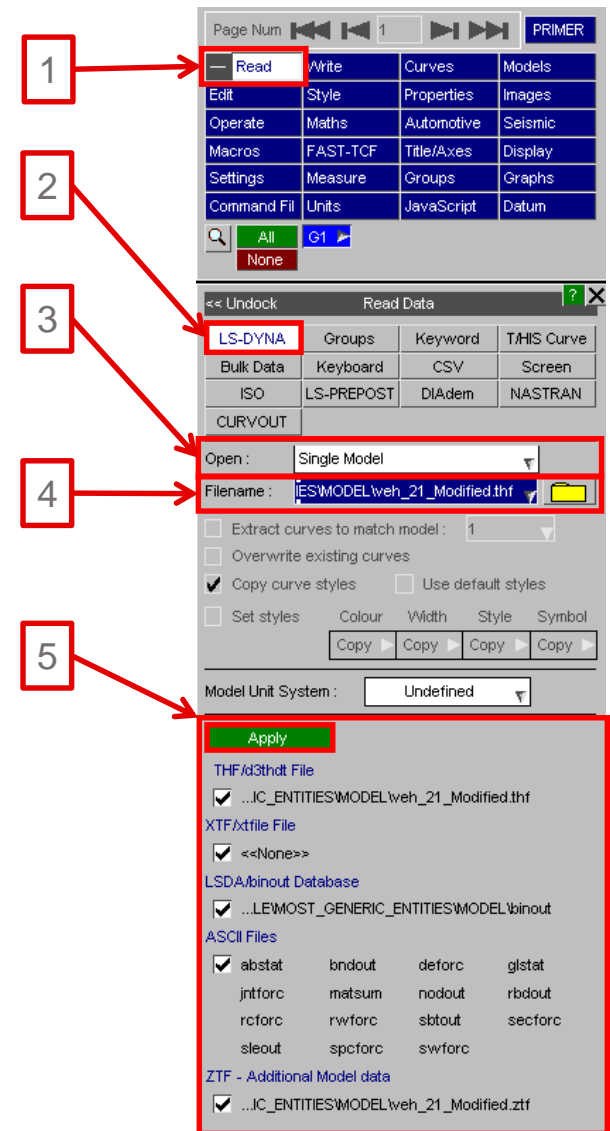 Page Num 1 PRIMER
1
Read Write Curves Models
Edit Style Properties Images
Operate Maths Automotive Seismic
Macros FAST-TCF Title/Axes Display
2
Settings Measure Groups Graphs
Command Fil Units JavaScript Datum
All G1
None
<< Undock Read Data ? X
3
LS-DYNA Groups Keyword T/HIS Curve
Bulk Data Keyboard CSV Screen
ISO LS-PREPOST DIAdem NASTRAN
CURVOUT
Open : Single Model
4
Filename : IES\MODEL\veh_21_Modified.thf
Extract curves to match model : 1
Overwrite existing curves
Copy curve styles Use default styles
Set styles Colour Width Style Symbol
Copy Copy Copy Copy
5
Model Unit System : Undefined
Apply
THF/d3thdt File
...IC_ENTITIES\MODEL\veh_21_Modified.thf
XTF/xtfile File
<<None>>
LSDA/binout Database
...LE\MOST_GENERIC_ENTITIES\MODEL\binout
ASCII Files
abstat bndout deforc glstat
jntforc matsum nodout rbdout
rcforc rwforc sbtout secforc
sleout spcforc swforc
ZTF - Additional Model data
...IC_ENTITIES\MODEL\veh_21_Modified.ztf